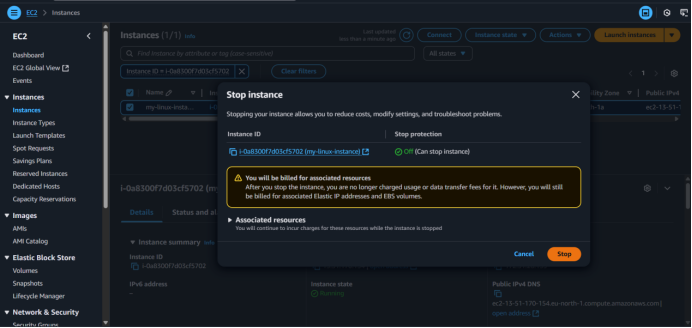 EC2 > Instances
EC2
Dashboard
EC2 Global View
Events
Instances
Instances
Instance Types
Launch Templates
Spot Requests
Savings Plans
Reserved Instances
Dedicated Hosts
Capacity Reservations
Images
AMIs
AMI Catalog
Elastic Block Store
Volumes
Snapshots
Lifecycle Manager
Network & Security
Security Groups
Instances (1/1) Info
Last updated
less than a minute ago
Connect
Instance state
Actions
Launch instances
Find Instance by attribute or tag (case-sensitive)
All states
Instance ID = i-0a8300f7d03cf5702
Clear filters
1
Name
Public IPv4
my-linux-insta...
ec2-13-51-1
Stop instance
Stopping your instance allows you to reduce costs, modify settings, and troubleshoot problems.
Instance ID
Stop protection
i-0a8300f7d03cf5702 (my-linux-instance)
Off (Can stop instance)
You will be billed for associated resources
After you stop the instance, you are no longer charged usage or data transfer fees for it. However, you will still
be billed for associated Elastic IP addresses and EBS volumes.
Associated resources
You will continue to incur charges for these resources while the instance is stopped
Cancel
Stop
i-0a8300f7d03cf5702 (my
Details
Status and al
Instance summary Info
Instance ID
i-0a8300f7d03cf5702
IPv6 address
–
Instance state
Running
Public IPv4 DNS
ec2-13-51-170-154.eu-north-1.compute.amazonaws.com
open address